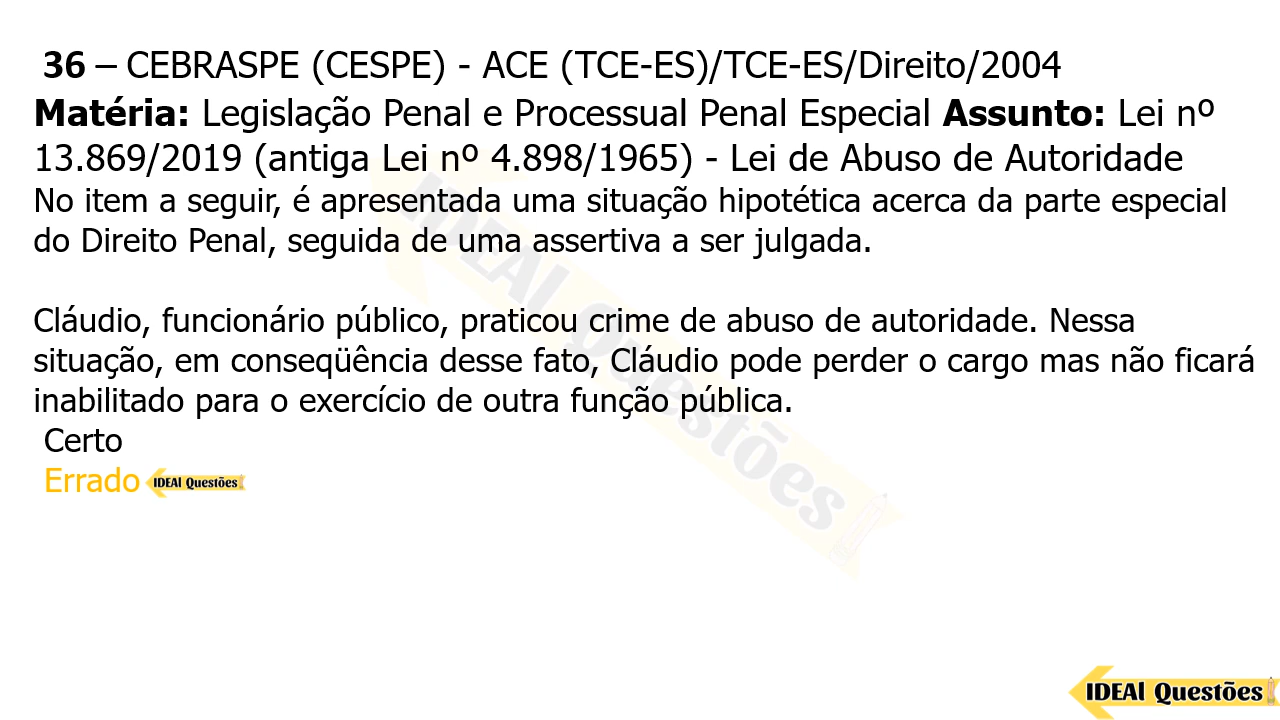 36 – CEBRASPE (CESPE) - ACE (TCE-ES)/TCE-ES/Direito/2004
Matéria: Legislação Penal e Processual Penal Especial Assunto: Lei nº
13.869/2019 (antiga Lei nº 4.898/1965) - Lei de Abuso de Autoridade
No item a seguir, é apresentada uma situação hipotética acerca da parte especial
do Direito Penal, seguida de uma assertiva a ser julgada.
Cláudio, funcionário público, praticou crime de abuso de autoridade. Nessa
situação, em conseqüência desse fato, Cláudio pode perder o cargo mas não ficará
inabilitado para o exercício de outra função pública.
Certo
Errado IDEAl Questões
IDEAl Questões
IDEAl Questões